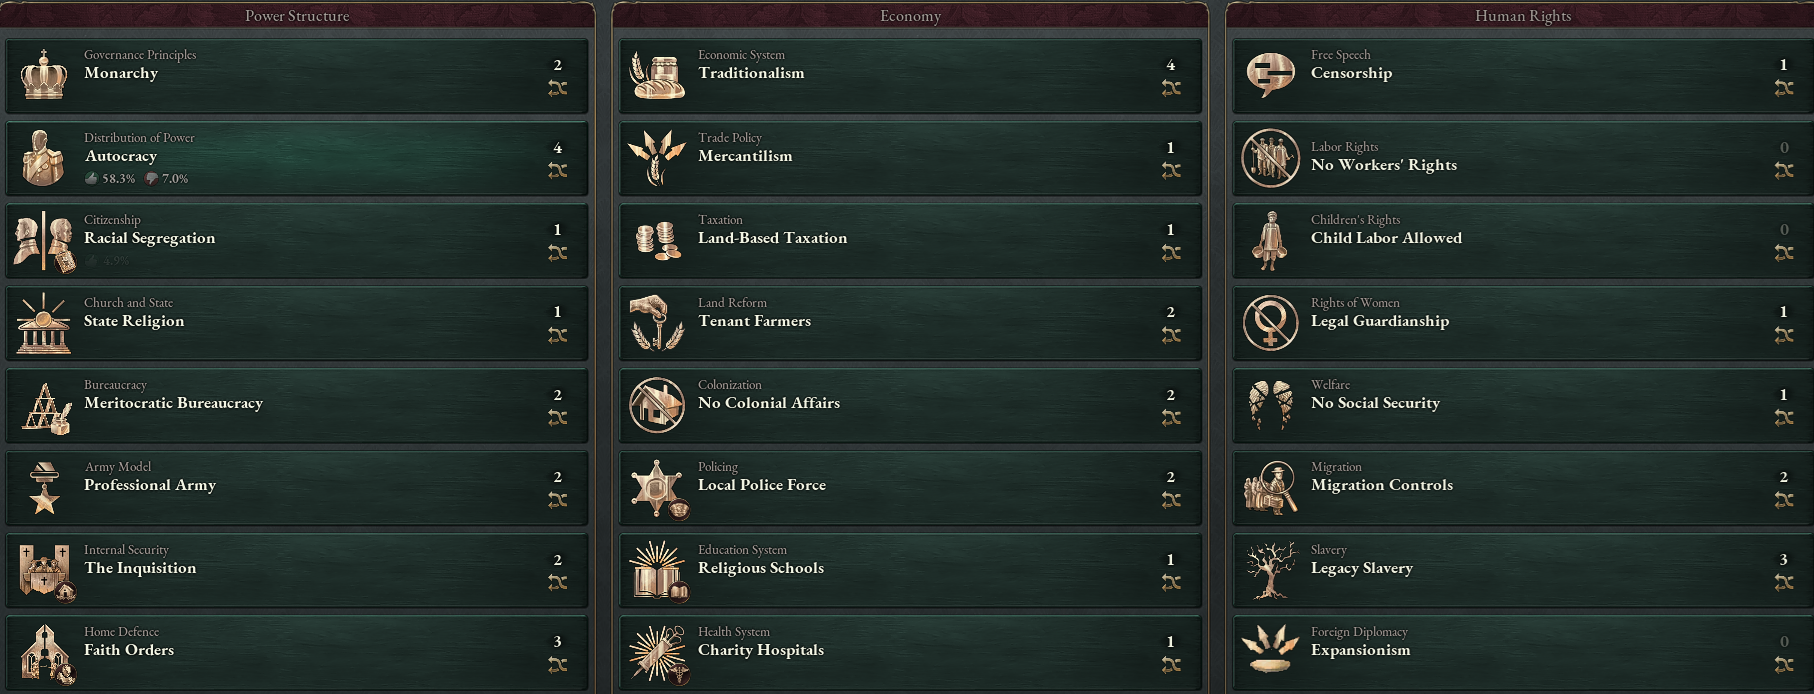 Power Structure
Governance Principles
Monarchy
2
Distribution of Power
Autocracy
4
58.3% 7.0%
Citizenship
Racial Segregation
1
4.9%
Church and State
State Religion
1
Bureaucracy
Meritocratic Bureaucracy
2
Army Model
Professional Army
2
Internal Security
The Inquisition
2
Home Defence
Faith Orders
3
Economy
Economic System
Traditionalism
4
Trade Policy
Mercantilism
1
Taxation
Land-Based Taxation
1
Land Reform
Tenant Farmers
2
Colonization
No Colonial Affairs
2
Policing
Local Police Force
2
Education System
Religious Schools
1
Health System
Charity Hospitals
1
Human Rights
Free Speech
Censorship
1
Labor Rights
No Workers' Rights
0
Children's Rights
Child Labor Allowed
0
Rights of Women
Legal Guardianship
1
Welfare
No Social Security
1
Migration
Migration Controls
2
Slavery
Legacy Slavery
3
Foreign Diplomacy
Expansionism
0